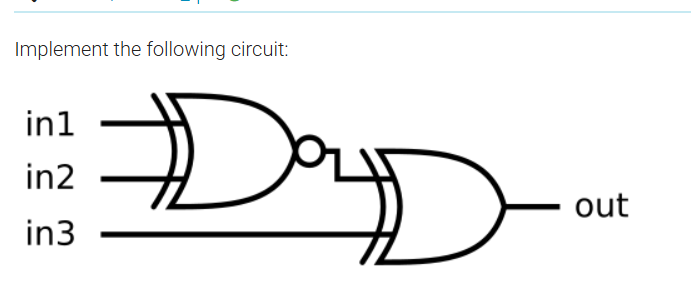 Implement the following circuit:
in1
in2
out
in3